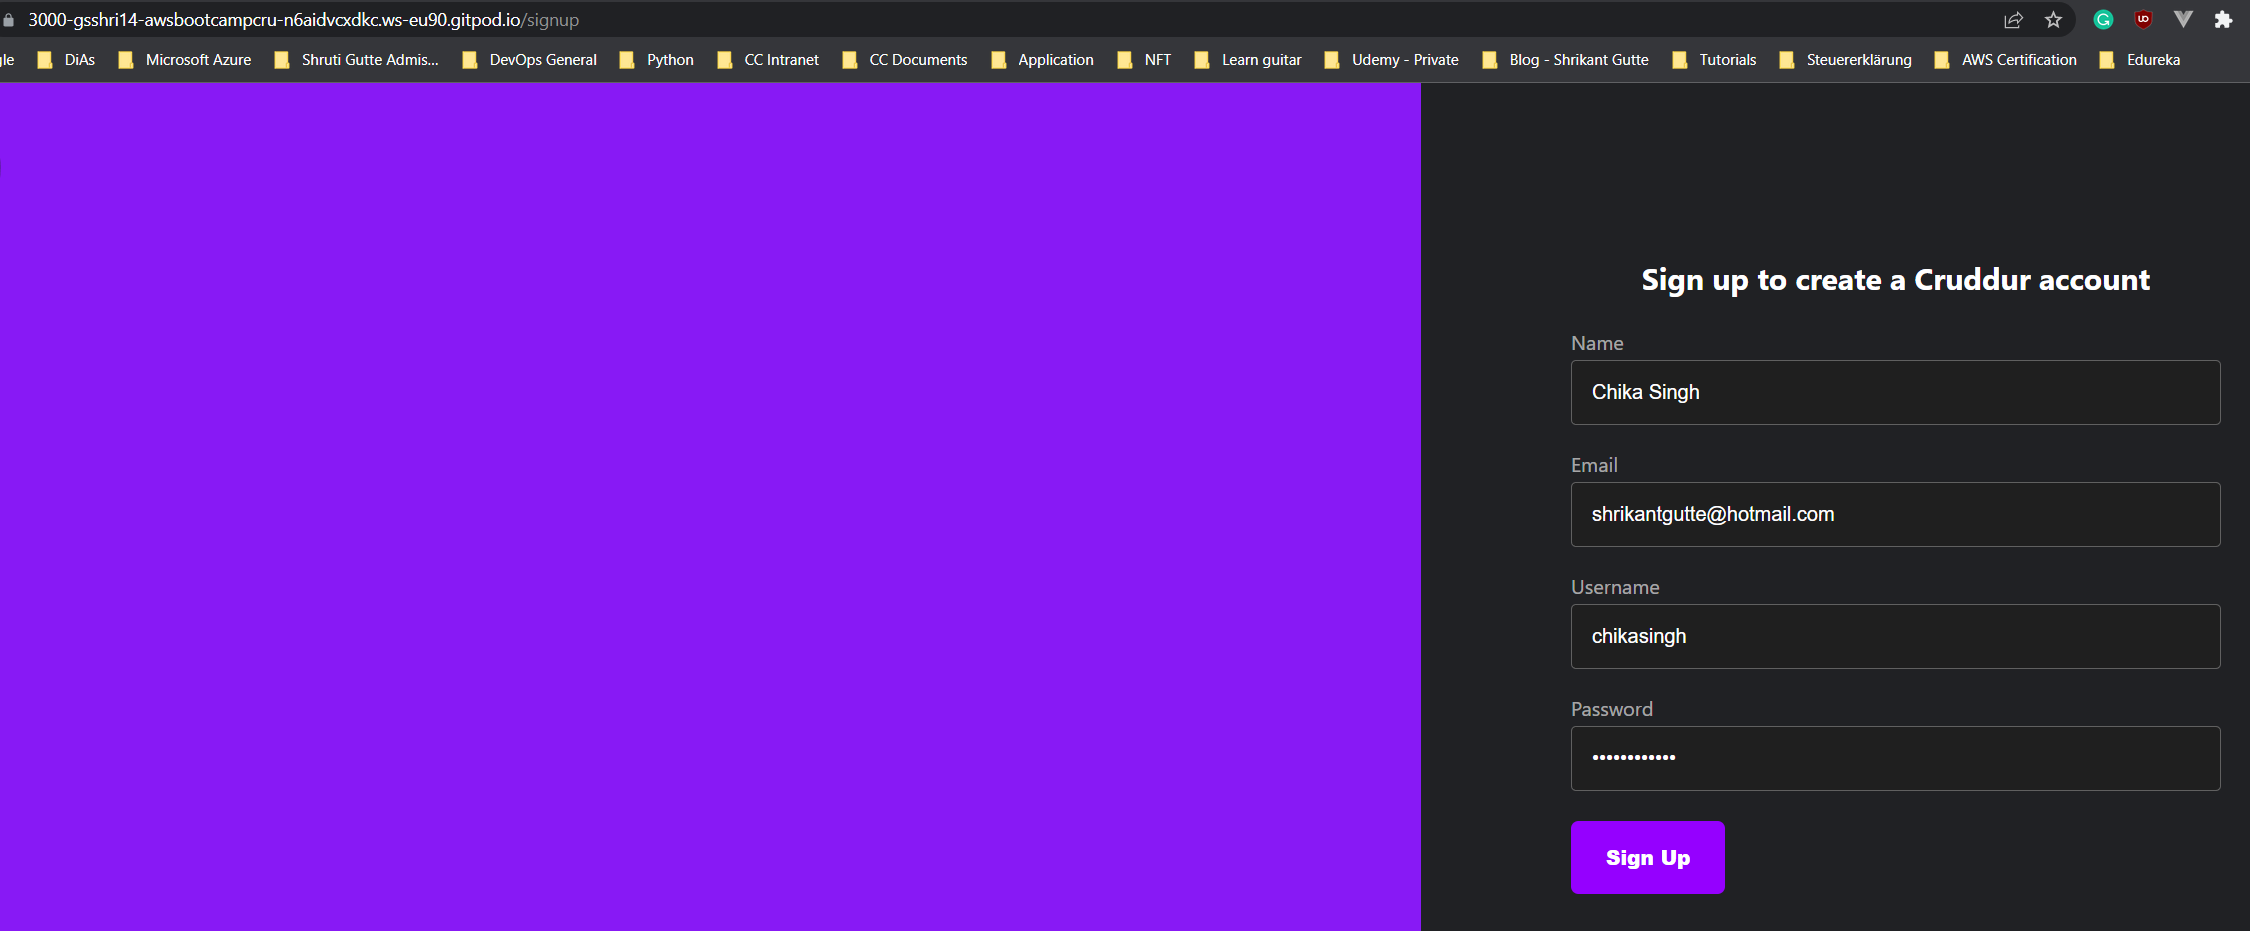 3000-gsshri14-awsbootcampcru-n6aidvcxdkc.ws-eu90.gitpod.io/signup
le DiAs Microsoft Azure Shruti Gutte Admis... DevOps General Python CC Intranet CC Documents Application NFT Learn guitar Udemy - Private Blog - Shrikant Gutte Tutorials Steuererklärung AWS Certification Edureka
Sign up to create a Cruddur account
Name
Chika Singh
Email
shrikantgutte@hotmail.com
Username
chikasingh
Password
••••••••••••
Sign Up